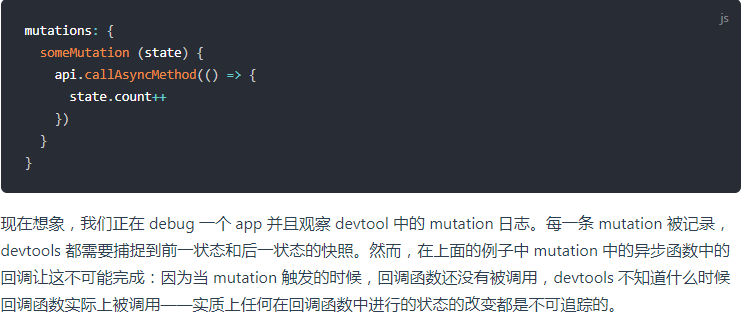 js
mutations: {
  someMutation (state) {
    api.callAsyncMethod(() => {
      state.count++
    })
  }
}
现在想象，我们正在 debug 一个 app 并且观察 devtool 中的 mutation 日志。每一条 mutation 被记录，
devtools 都需要捕捉到前一状态和后一状态的快照。然而，在上面的例子中 mutation 中的异步函数中的
回调让这不可能完成：因为当 mutation 触发的时候，回调函数还没有被调用，devtools 不知道什么时候
回调函数实际上被调用——实质上任何在回调函数中进行的状态的改变都是不可追踪的。